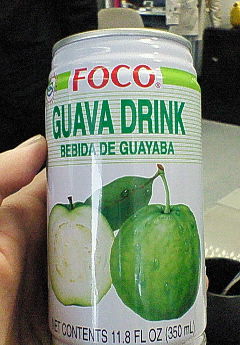 FOCO®
GUAVA DRINK
BEBIDA DE GUAYABA
NET CONTENTS 11.8 FL OZ (350 mL)